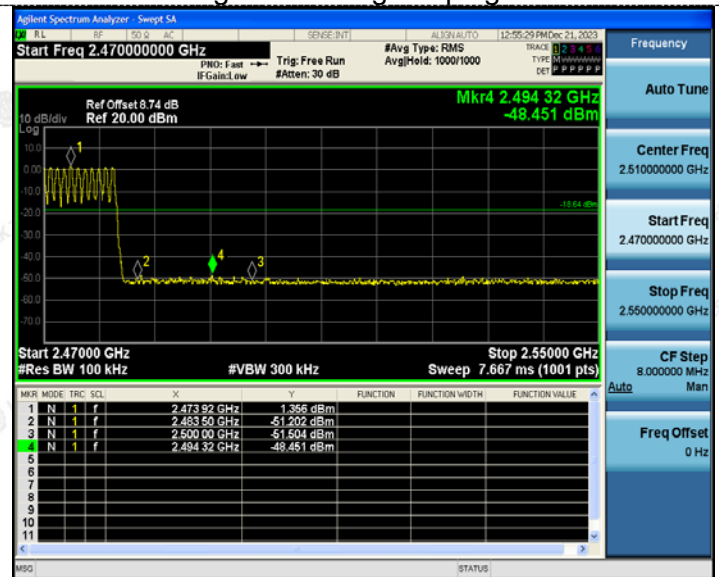 Agilent Spectrum Analyzer - Swept SA
RL RF 50 Ω AC SENSE:INT ALIGN AUTO 12:55:29 PM Dec 21, 2023
Start Freq 2.470000000 GHz
PNO: Fast
IFGain:Low
Trig: Free Run
#Atten: 30 dB
#Avg Type: RMS
Avg|Hold: 1000/1000
TRACE 1 2 3 4 5 6
TYPE M WWWWW
DET P P P P P P
Ref Offset 8.74 dB
10 dB/div Ref 20.00 dBm
Log
Mkr4 2.494 32 GHz
-48.451 dBm
10.0
0.00
-10.0
-20.0
-30.0
-40.0
-50.0
-60.0
-70.0
1
2
4
3
-18.64 dBm
Start 2.47000 GHz Stop 2.55000 GHz
#Res BW 100 kHz #VBW 300 kHz Sweep 7.667 ms (1001 pts)
MKR MODE TRC SCL X Y FUNCTION FUNCTION WIDTH FUNCTION VALUE
1 N 1 f 2.473 92 GHz 1.356 dBm
2 N 1 f 2.483 50 GHz -51.202 dBm
3 N 1 f 2.500 00 GHz -51.504 dBm
4 N 1 f 2.494 32 GHz -48.451 dBm
5
6
7
8
9
10
11
MSG STATUS
Frequency
Auto Tune
Center Freq
2.510000000 GHz
Start Freq
2.470000000 GHz
Stop Freq
2.550000000 GHz
CF Step
8.000000 MHz
Auto Man
Freq Offset
0 Hz